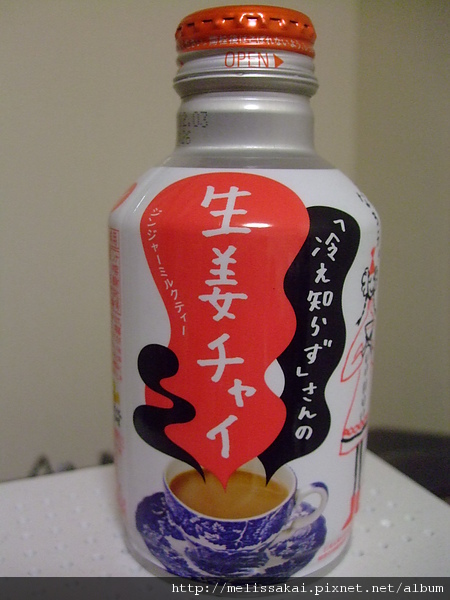 OPEN
「冷え知らず」さんの
生姜チャイ
ジンジャーミルクティー
http://melissakai.pixnet.net/album